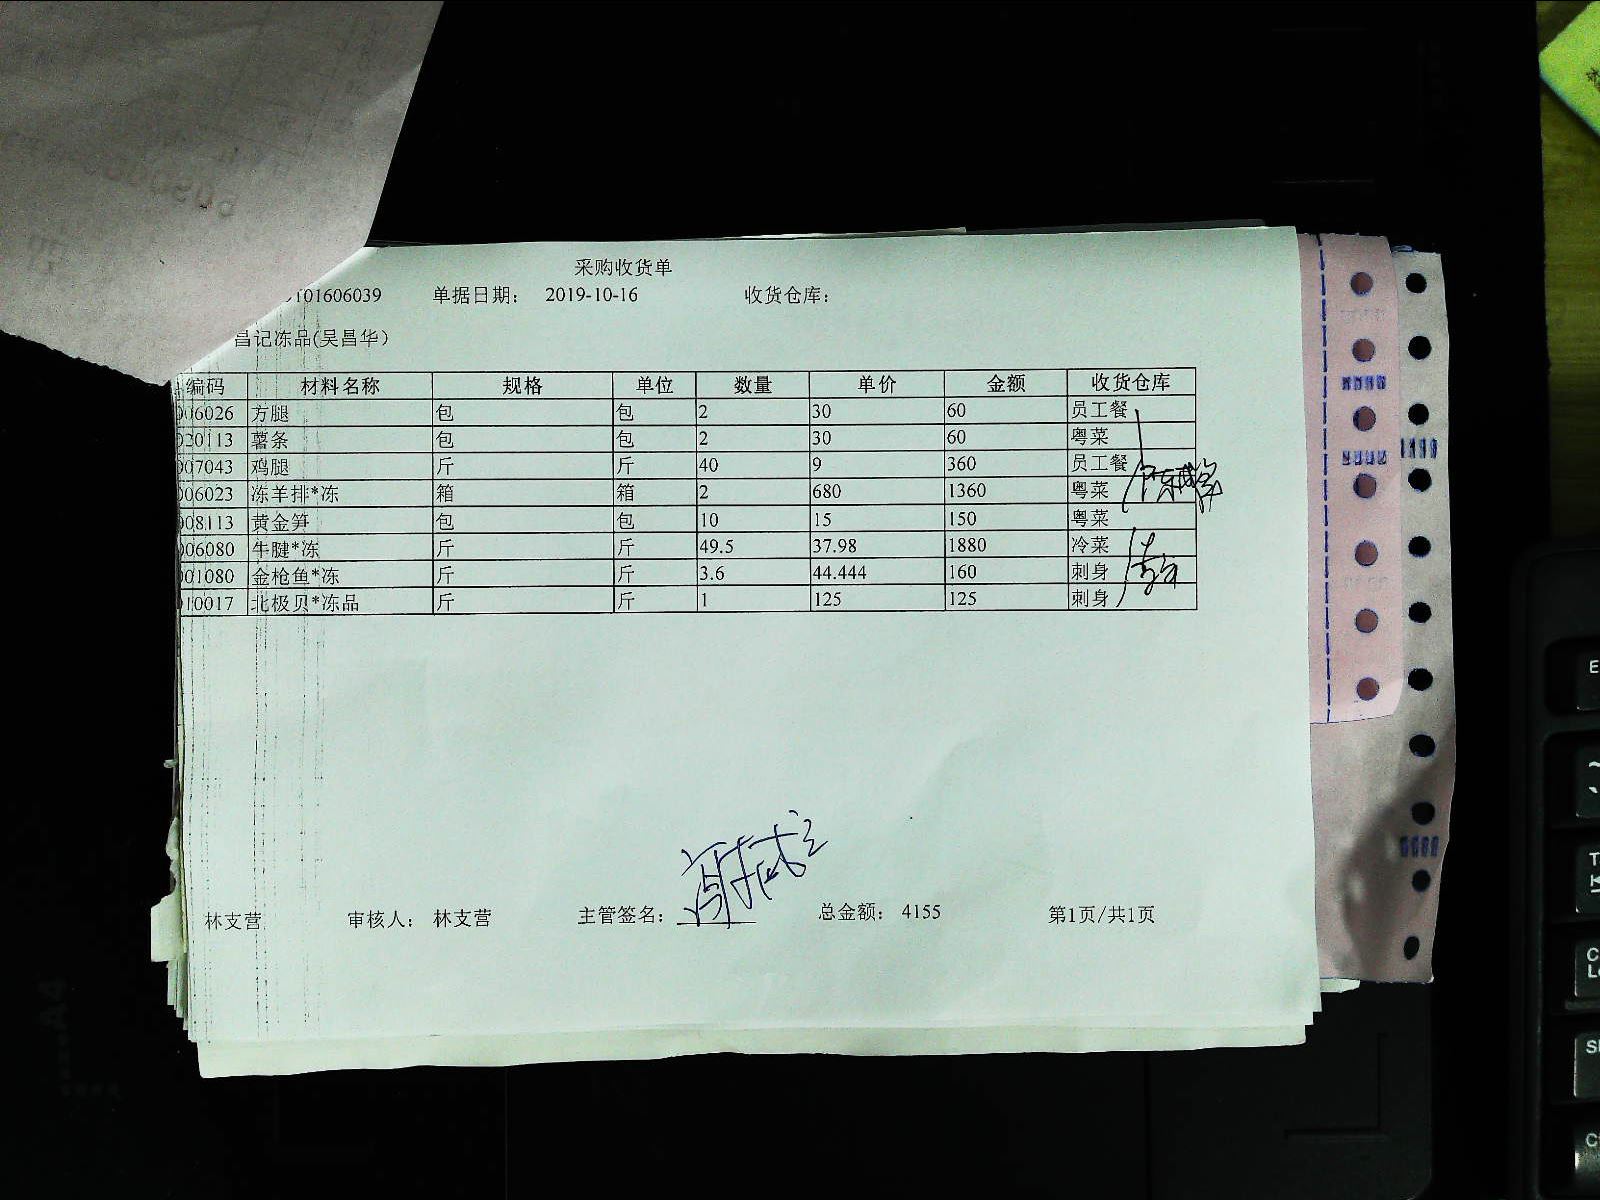 采购收货单
01606039 单据日期： 2019-10-16 收货仓库：
昌记冻品(吴昌华)
编码 材料名称 规格 单位 数量 单价 金额 收货仓库
006026 方腿 包 包 2 30 60 员工餐
020113 薯条 包 包 2 30 60 粤菜
007043 鸡腿 斤 斤 40 9 360 员工餐
006023 冻羊排*冻 箱 箱 2 680 1360 粤菜
008113 黄金笋 包 包 10 15 150 粤菜
006080 牛腱*冻 斤 斤 49.5 37.98 1880 冷菜
001080 金枪鱼*冻 斤 斤 3.6 44.444 160 刺身
010017 北极贝*冻品 斤 斤 1 125 125 刺身
林支营 审核人： 林支营 主管签名： 总金额： 4155 第1页/共1页